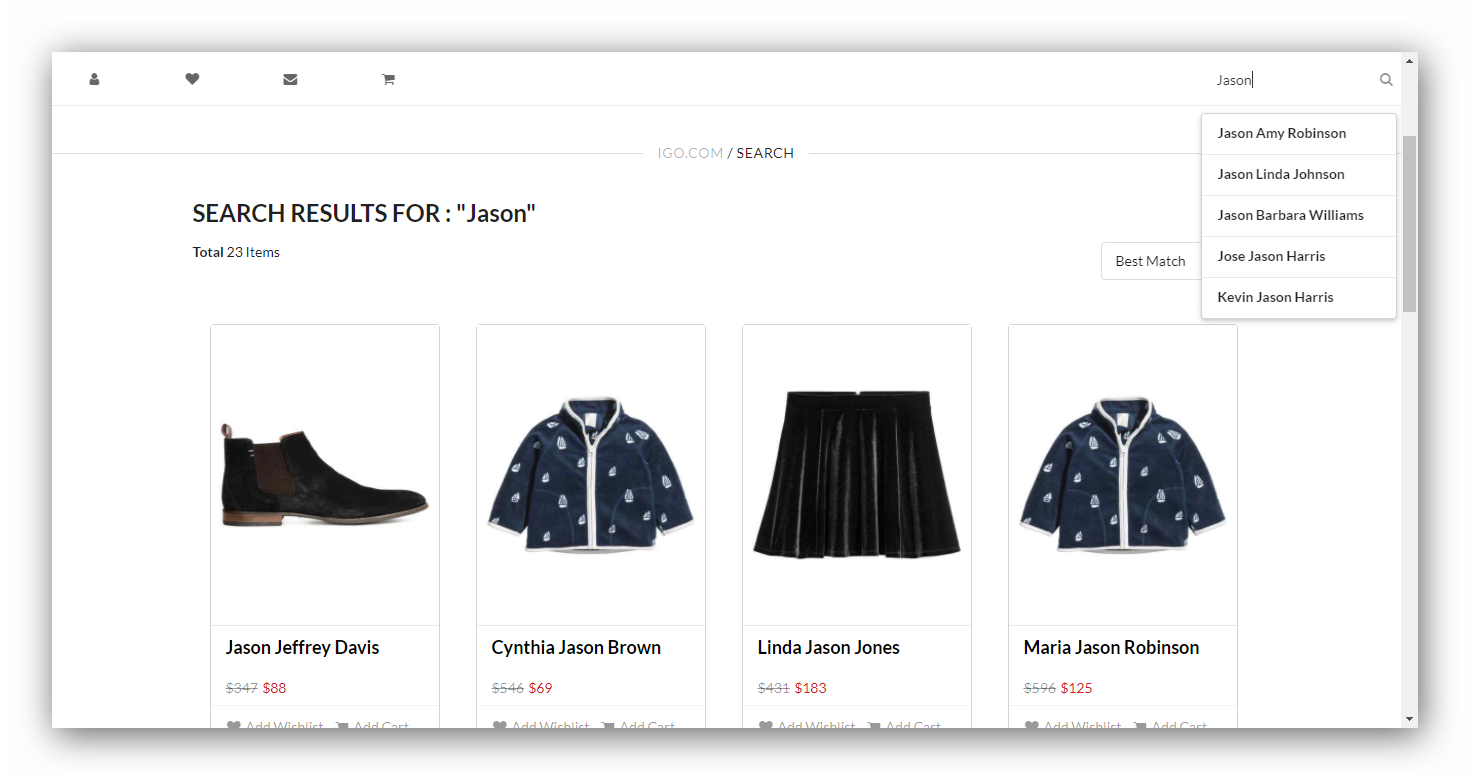 Jason
Jason Amy Robinson
Jason Linda Johnson
Jason Barbara Williams
Jose Jason Harris
Kevin Jason Harris
IGO.COM / SEARCH
SEARCH RESULTS FOR : "Jason"
Total 23 Items
Best Match
Jason Jeffrey Davis
$347 $88
Add Wishlist Add Cart
Cynthia Jason Brown
$546 $69
Add Wishlist Add Cart
Linda Jason Jones
$431 $183
Add Wishlist Add Cart
Maria Jason Robinson
$596 $125
Add Wishlist Add Cart